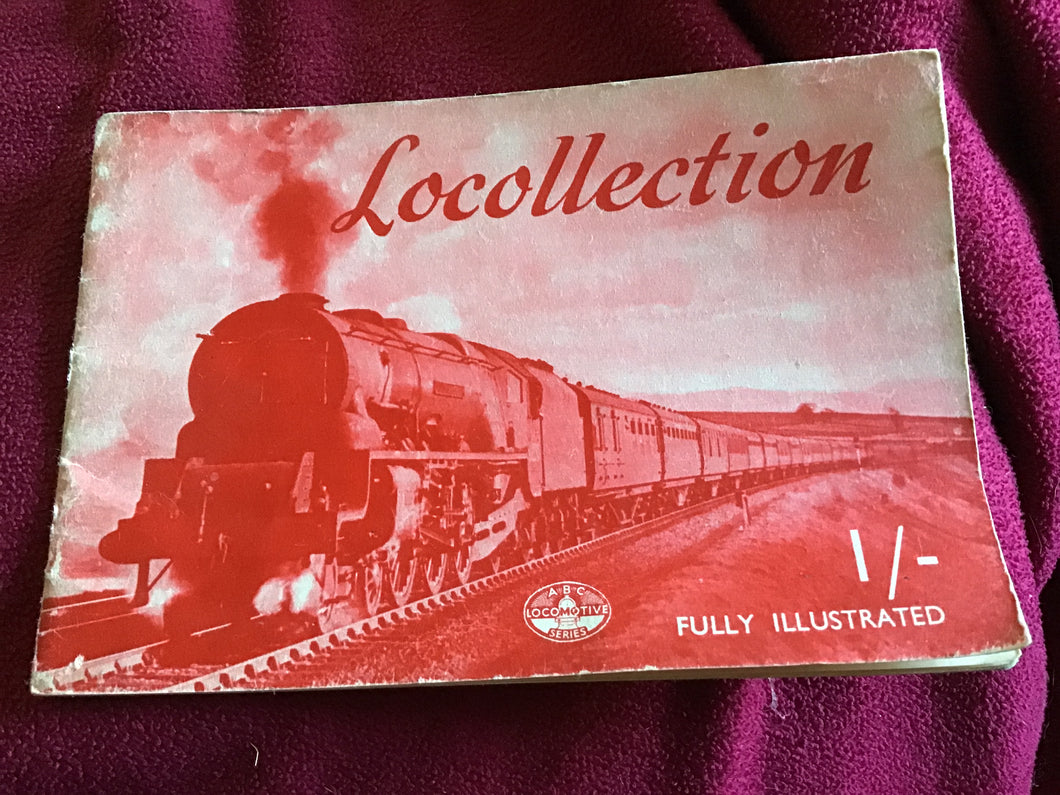 Locollection
1/-
ABC
LOCOMOTIVE
SERIES
FULLY ILLUSTRATED